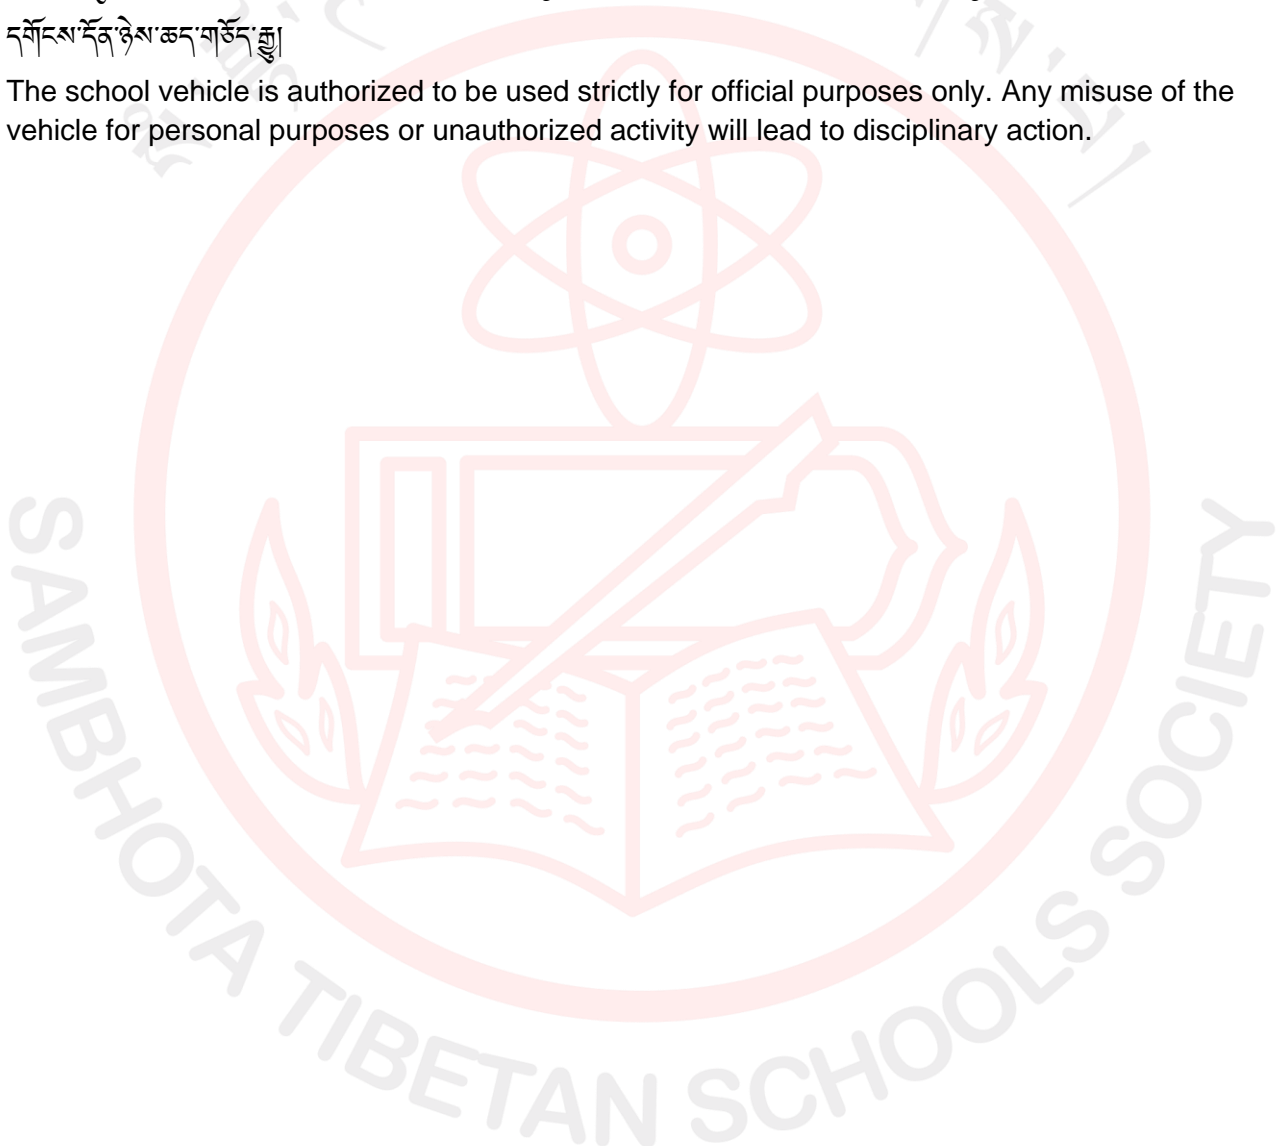 དགོངས་དོན་ཉེས་ཆད་གཅོད་རྒྱུ།
The school vehicle is authorized to be used strictly for official purposes only. Any misuse of the
vehicle for personal purposes or unauthorized activity will lead to disciplinary action.
SAMBHOTA TIBETAN SCHOOLS SOCIETY